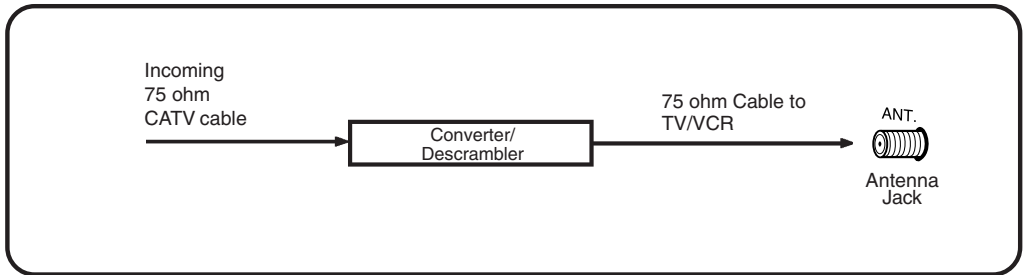 Incoming
75 ohm
CATV cable
Converter/
Descrambler
75 ohm Cable to
TV/VCR
ANT.
Antenna
Jack